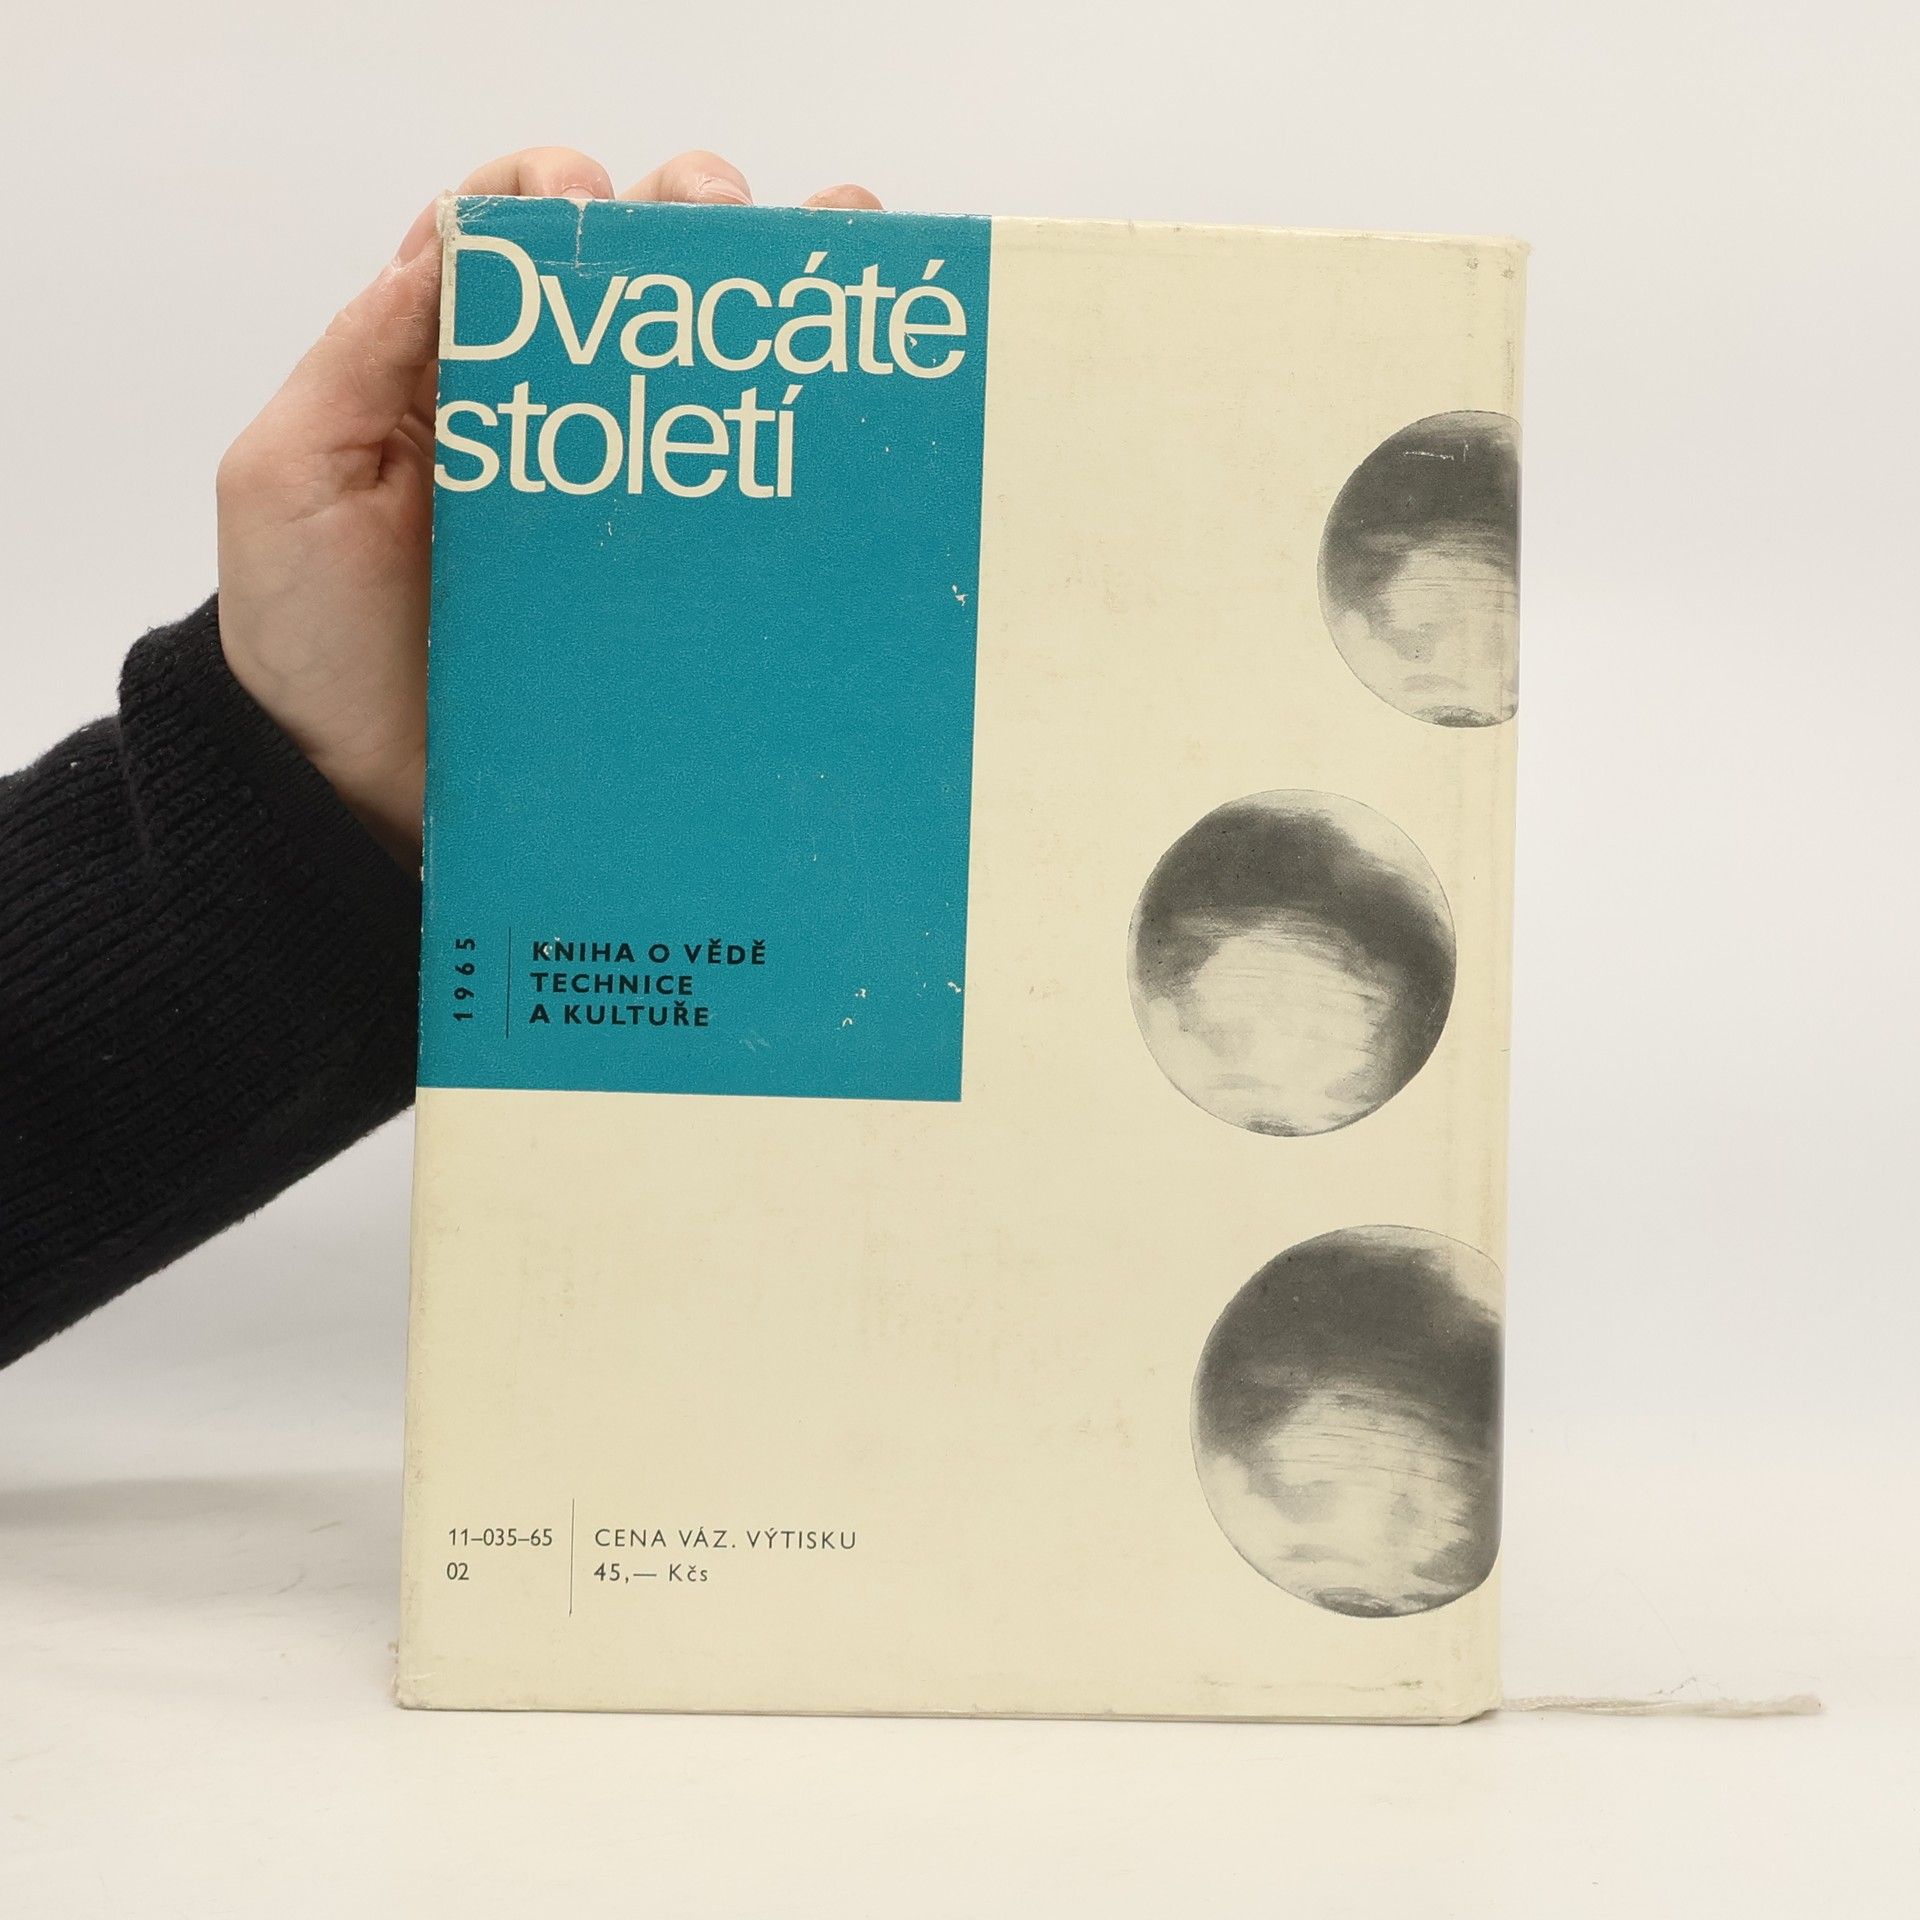 Dvacáté
století
1965
KNIHA O VĚDĚ
TECHNICE
A KULTUŘE
11–035–65
02
CENA VÁZ. VÝTISKU
45,— Kčs